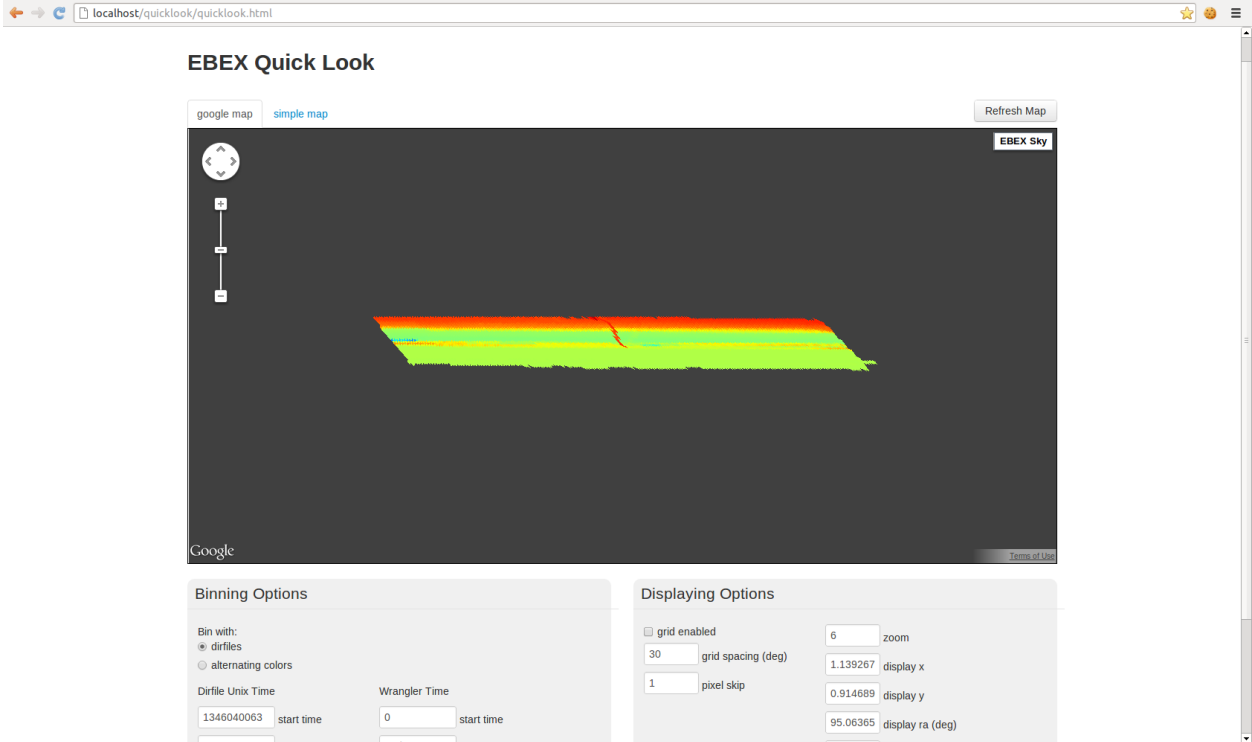 localhost/quicklook/quicklook.html
EBEX Quick Look
google map
simple map
Refresh Map
EBEX Sky
Google
Terms of Use
Binning Options
Bin with:
dirfiles
alternating colors
Dirfile Unix Time
Wrangler Time
1346040063 start time
0 start time
Displaying Options
grid enabled
30 grid spacing (deg)
1 pixel skip
6 zoom
1.139267 display x
0.914689 display y
95.06365 display ra (deg)